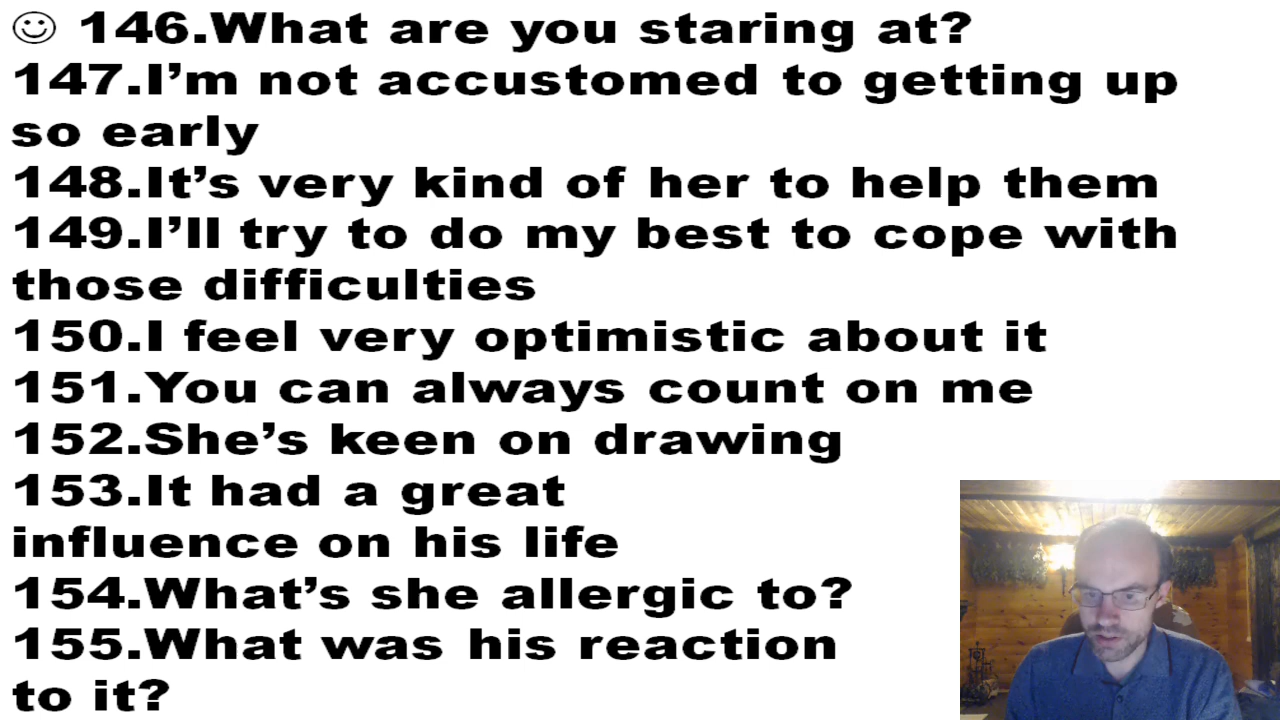 ☺ 146.What are you staring at?
147.I’m not accustomed to getting up
so early
148.It’s very kind of her to help them
149.I’ll try to do my best to cope with
those difficulties
150.I feel very optimistic about it
151.You can always count on me
152.She’s keen on drawing
153.It had a great
influence on his life
154.What’s she allergic to?
155.What was his reaction
to it?